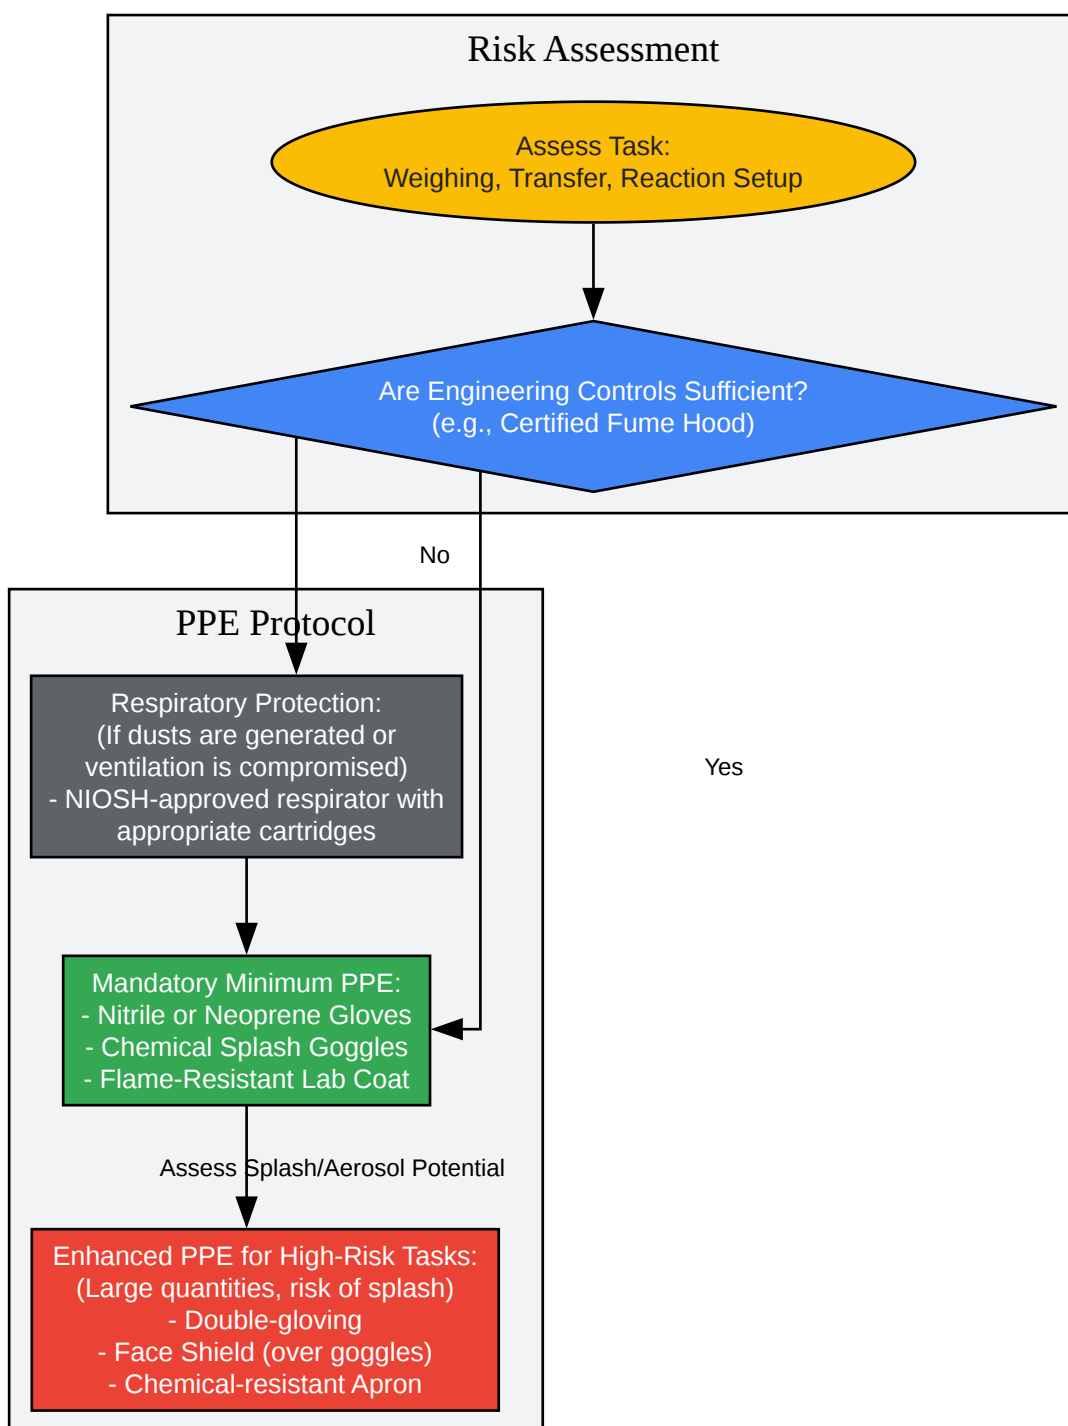 Risk Assessment
Assess Task:
Weighing, Transfer, Reaction Setup
Are Engineering Controls Sufficient?
(e.g., Certified Fume Hood)
No
PPE Protocol
Respiratory Protection:
(If dusts are generated or
ventilation is compromised)
- NIOSH-approved respirator with
appropriate cartridges
Yes
Mandatory Minimum PPE:
- Nitrile or Neoprene Gloves
- Chemical Splash Goggles
- Flame-Resistant Lab Coat
Assess Splash/Aerosol Potential
Enhanced PPE for High-Risk Tasks:
(Large quantities, risk of splash)
- Double-gloving
- Face Shield (over goggles)
- Chemical-resistant Apron